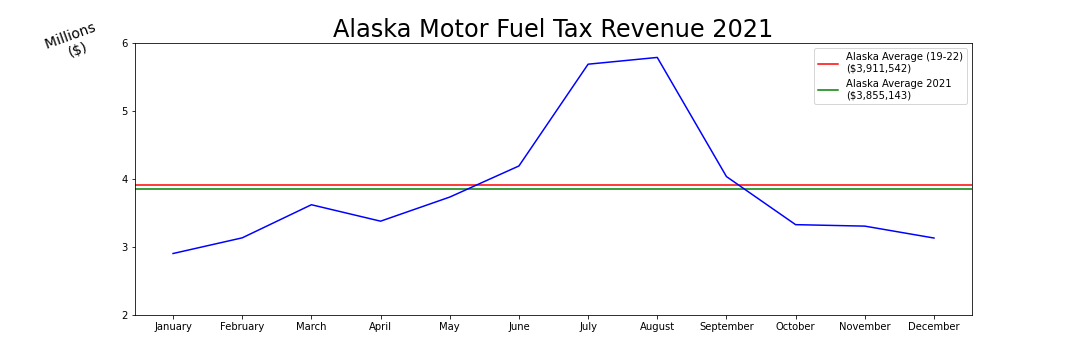 Alaska Motor Fuel Tax Revenue 2021
Millions
($)
6
5
4
3
2
Alaska Average (19-22)
($3,911,542)
Alaska Average 2021
($3,855,143)
January February March April May June July August September October November December